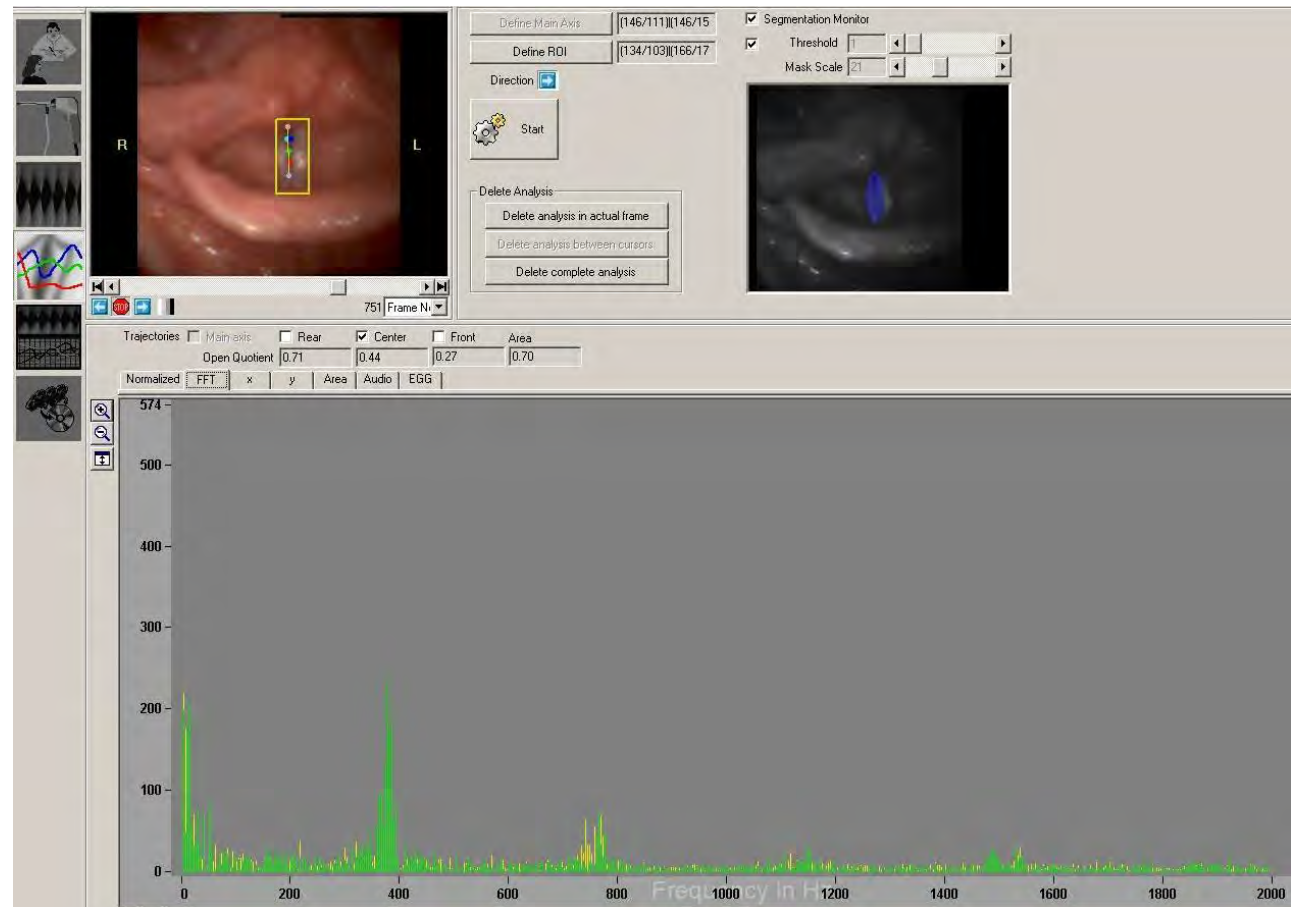 Define Main Axis (146/111)|(146/15
Define ROI (134/103)|(166/17
Direction
Start
Segmentation Monitor
Threshold 1
Mask Scale 21
R
L
STOP
751 Frame N
Delete Analysis
Delete analysis in actual frame
Delete analysis between cursors
Delete complete analysis
Trajectories Main axis Rear Center Front Area
Open Quotient 0.71 0.44 0.27 0.70
Normalized FFT x y Area Audio EGG
574
500
400
300
200
100
0
0 200 400 600 800 1000 1200 1400 1600 1800 2000
Frequency in Hz